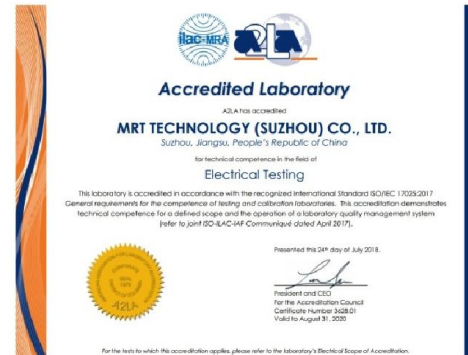 ilac-MRA
A2LA
Accredited Laboratory
A2LA has accredited
MRT TECHNOLOGY (SUZHOU) CO., LTD.
Suzhou, Jiangsu, People's Republic of China
for technical competence in the field of
Electrical Testing
This laboratory is accredited in accordance with the recognized International Standard ISO/IEC 17025:2017
General requirements for the competence of testing and calibration laboratories. This accreditation demonstrates
technical competence for a defined scope and the operation of a laboratory quality management system
(refer to joint ISO-ILAC-IAF Communiqué dated April 2017).
Presented this 24th day of July 2018.
President and CEO
For the Accreditation Council
Certificate Number 3628.01
Valid to August 31, 2020
A2LA
For the tests to which this accreditation applies, please refer to the laboratory's Electrical Scope of Accreditation.